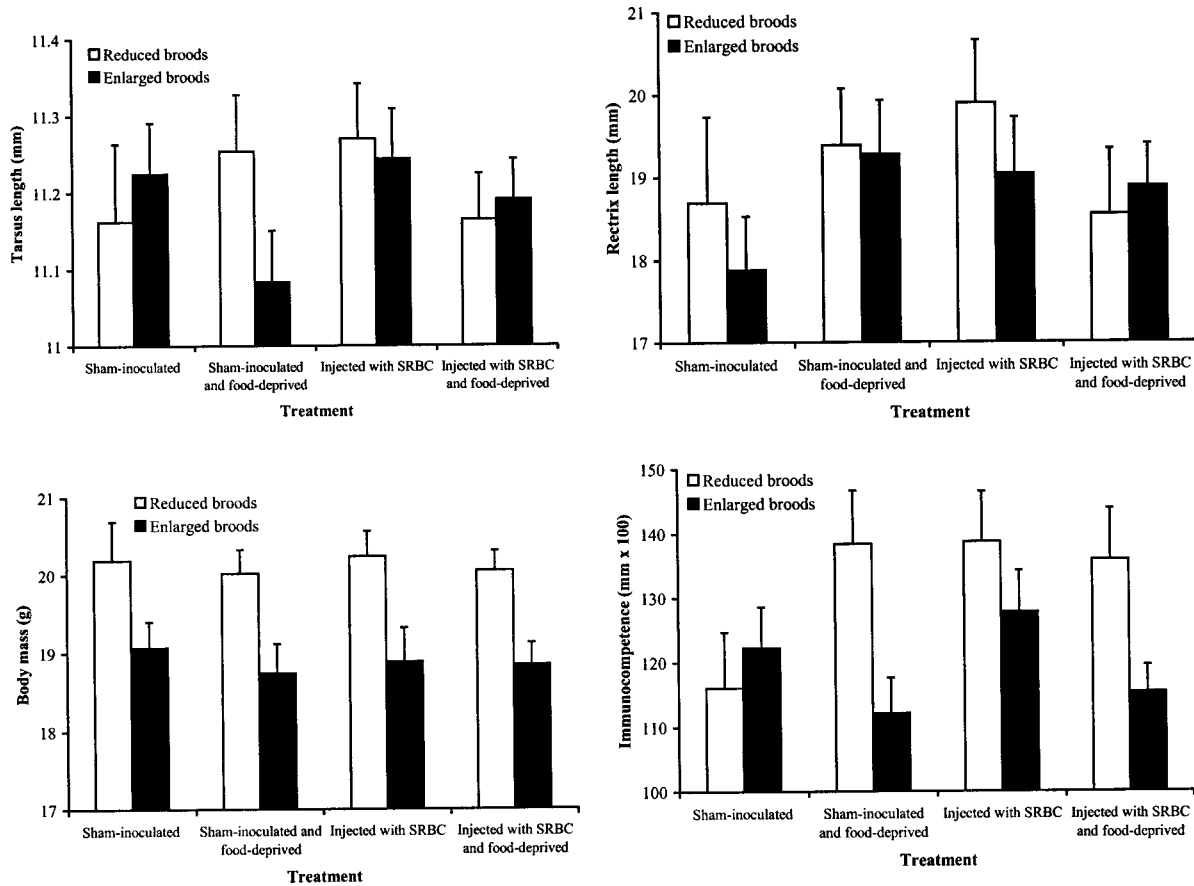 11.4
11.3
11.2
11.1
11
Tarsus length (mm)
Reduced broods
Enlarged broods
Sham-inoculated
Sham-inoculated
and food-deprived
Injected with SRBC
Injected with SRBC
and food-deprived
Treatment
21
20
19
18
17
Rectrix length (mm)
Reduced broods
Enlarged broods
Sham-inoculated
Sham-inoculated and
food-deprived
Injected with SRBC
Injected with SRBC
and food-deprived
Treatment
21
20
19
18
17
Body mass (g)
Reduced broods
Enlarged broods
Sham-inoculated
Sham-inoculated and
food-deprived
Injected with SRBC
Injected with SRBC
and food-deprived
Treatment
150
140
130
120
110
100
Immunocompetence (mm x 100)
Reduced broods
Enlarged broods
Sham-inoculated
Sham-inoculated
and food-deprived
Injected with SRBC
Injected with SRBC
and food-deprived
Treatment